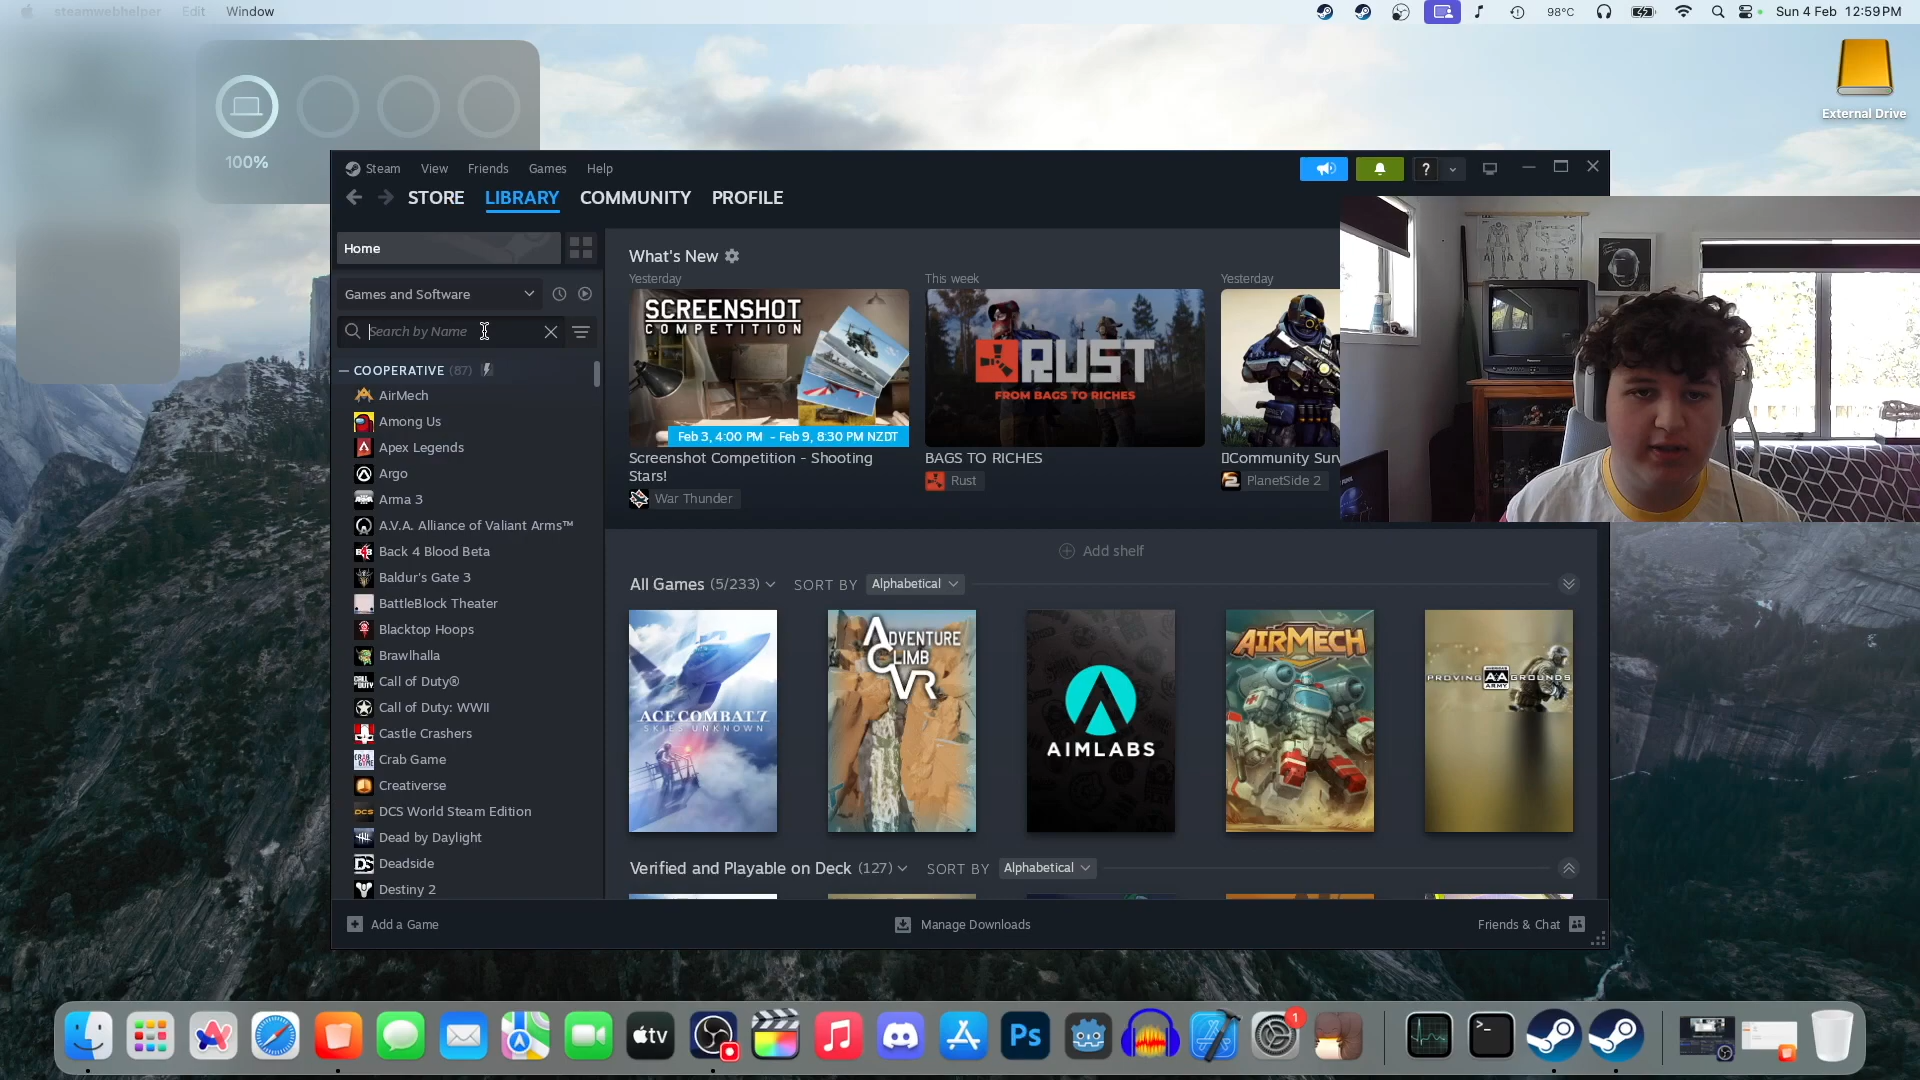 steamwebhelper Edit Window 98°C Sun 4 Feb 12:59PM
External Drive
100%
Steam View Friends Games Help ?
STORE LIBRARY COMMUNITY PROFILE
Home
Games and Software
Search by Name
COOPERATIVE (87)
AirMech
Among Us
Apex Legends
Argo
Arma 3
A.V.A. Alliance of Valiant Arms™
Back 4 Blood Beta
Baldur's Gate 3
BattleBlock Theater
Blacktop Hoops
Brawlhalla
Call of Duty®
Call of Duty: WWII
Castle Crashers
Crab Game
Creativerse
DCS World Steam Edition
Dead by Daylight
Deadside
Destiny 2
What's New
Yesterday
SCREENSHOT
COMPETITION
Feb 3, 4:00 PM - Feb 9, 8:30 PM NZDT
Screenshot Competition - Shooting
Stars!
War Thunder
This week
RUST
FROM BAGS TO RICHES
BAGS TO RICHES
Rust
Yesterday
Community Surv
PlanetSide 2
Add shelf
All Games (5/233) SORT BY Alphabetical
ACE COMBAT 7
SKIES UNKNOWN
ADVENTURE
CLIMB
VR
AIMLABS
AIRMECH
PROVING AA GROUNDS
Verified and Playable on Deck (127) SORT BY Alphabetical
Add a Game Manage Downloads Friends & Chat
tv Ps 1